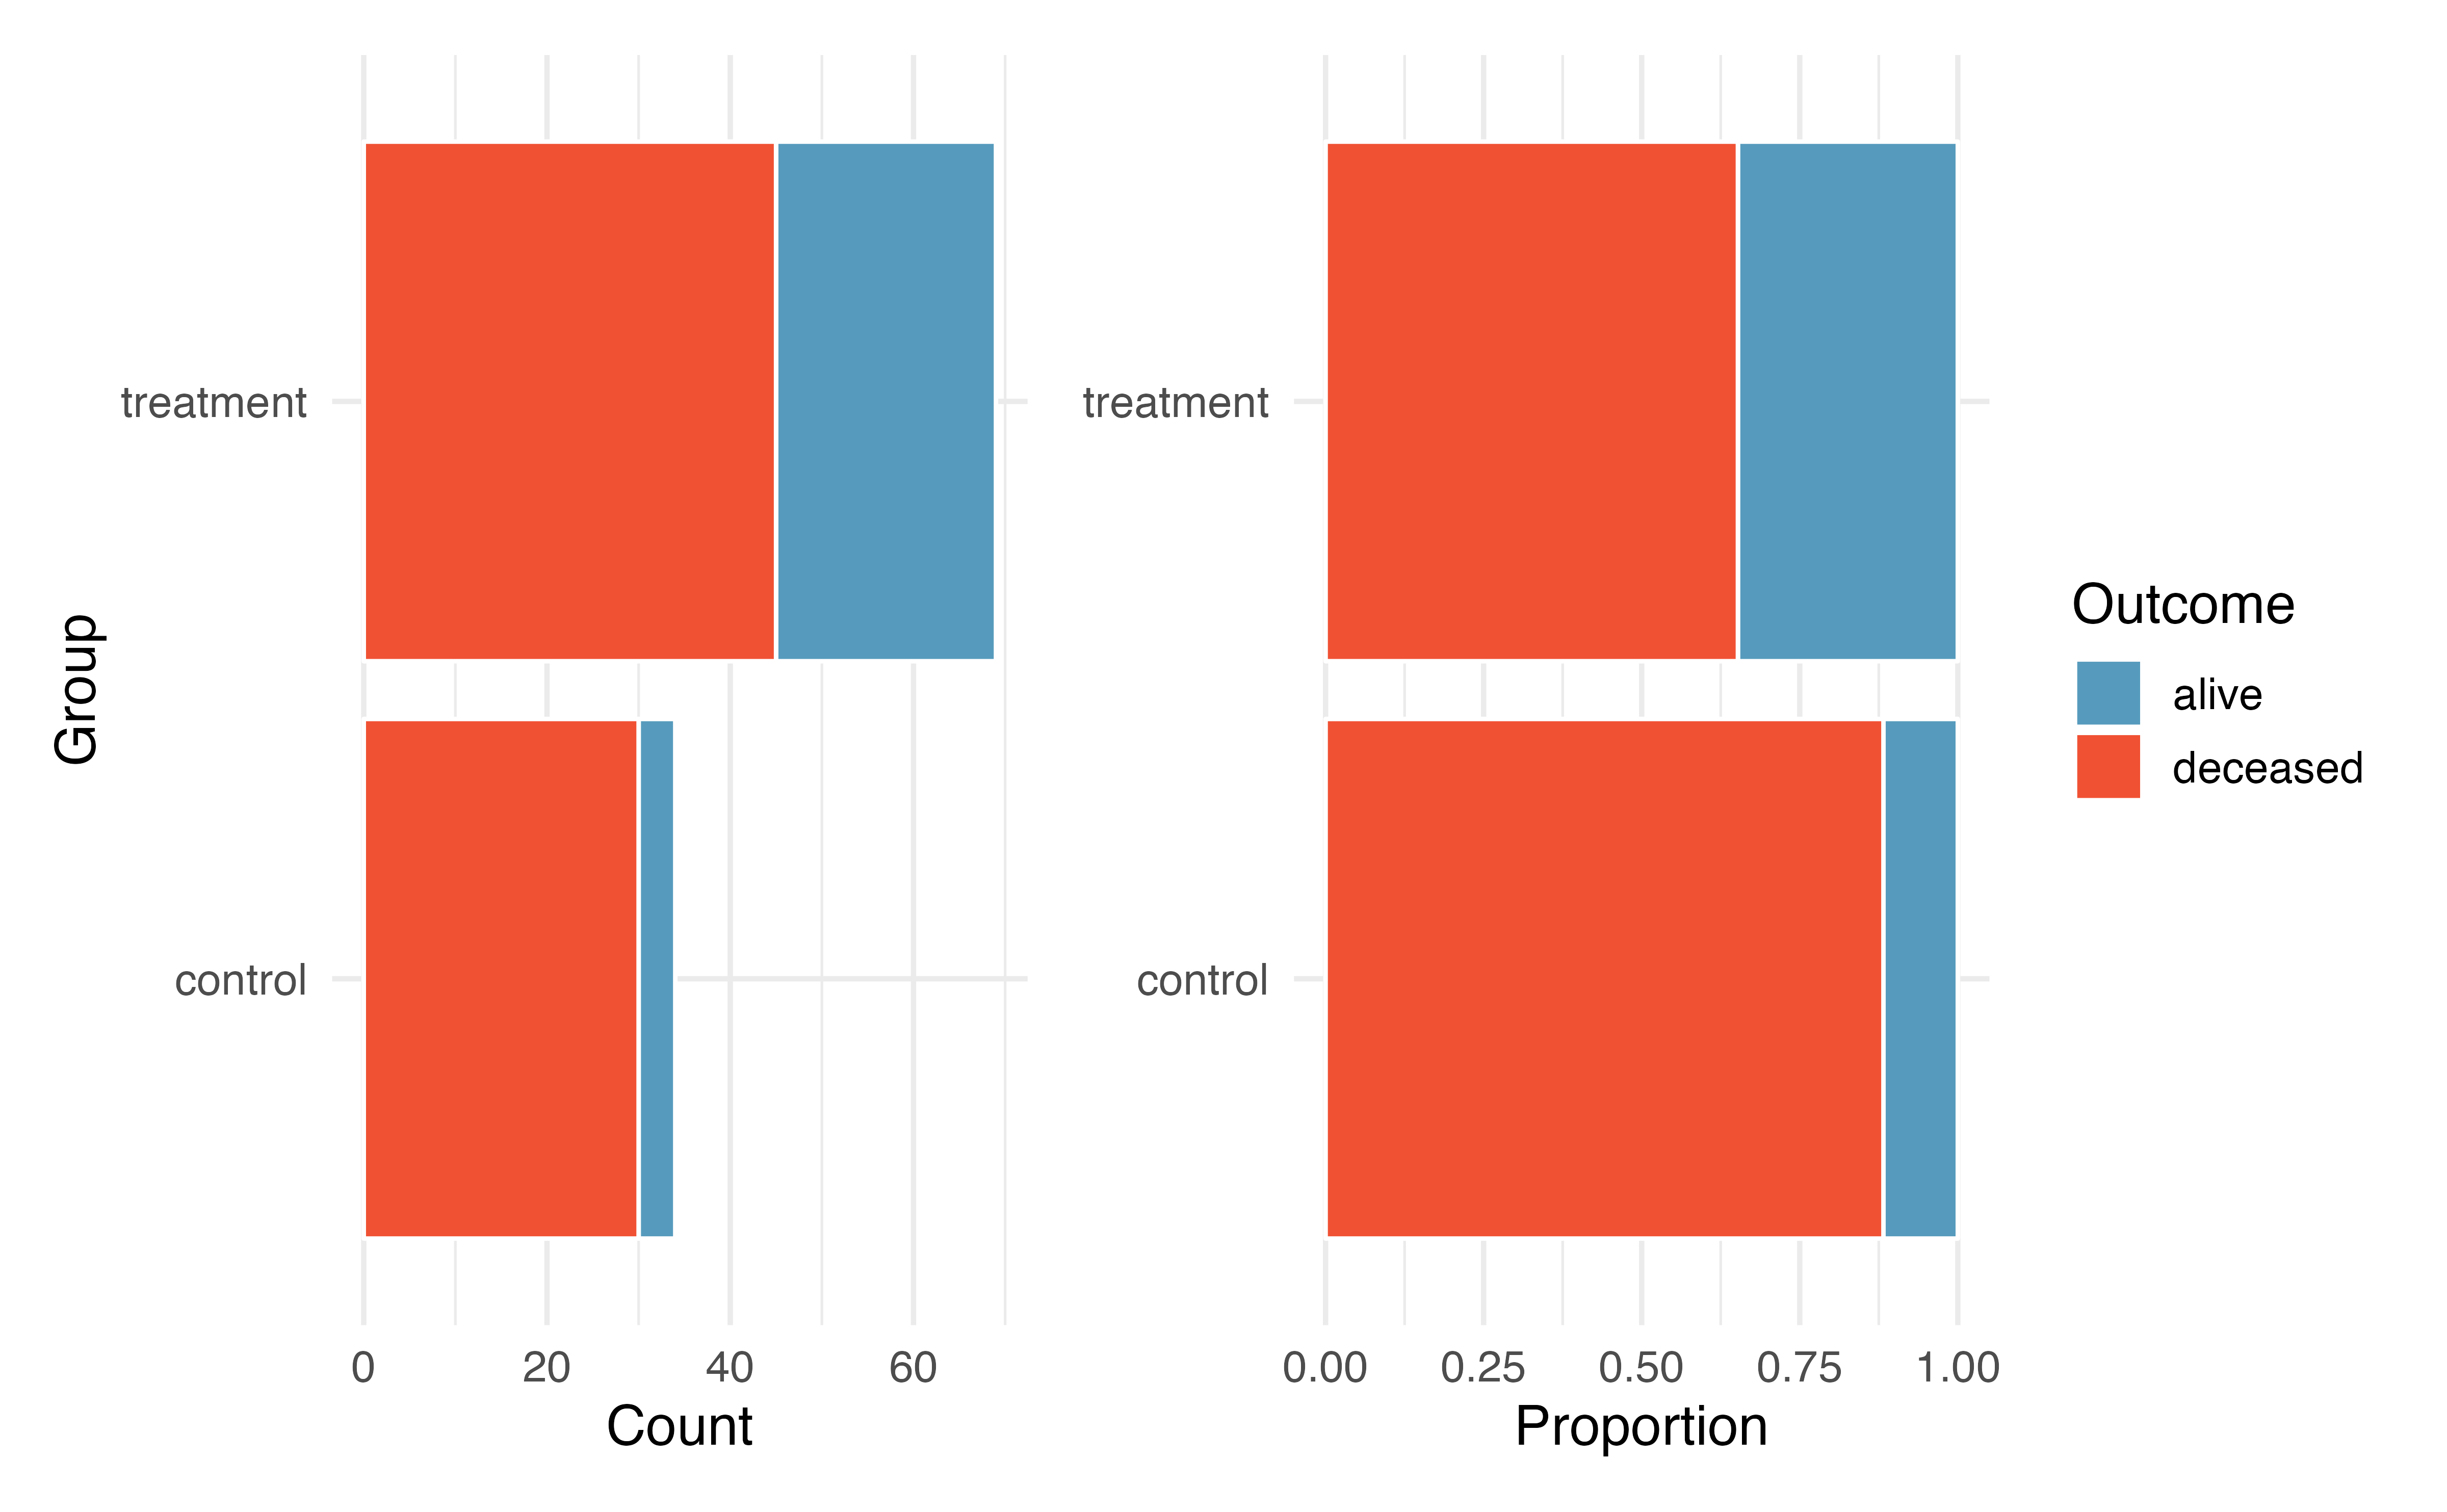 Group
treatment
control
0 20 40 60
Count
treatment
control
0.00 0.25 0.50 0.75 1.00
Proportion
Outcome
alive
deceased